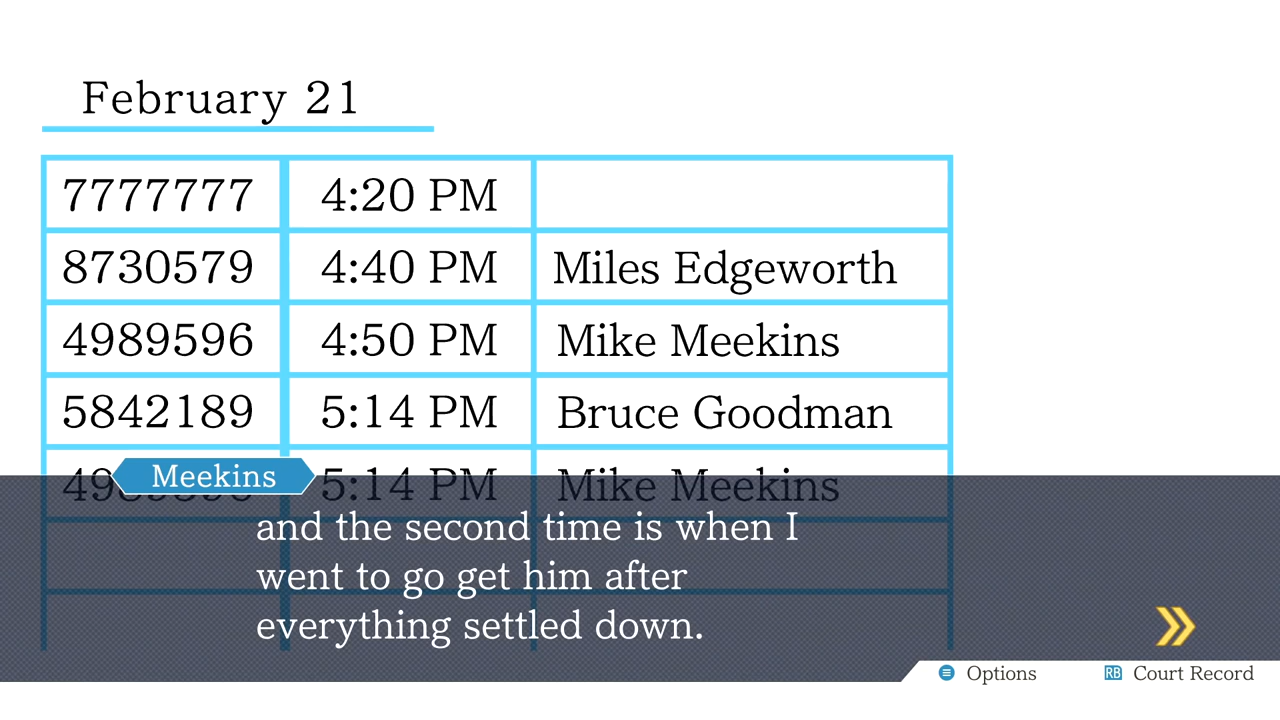 February 21
7777777 4:20 PM
8730579 4:40 PM Miles Edgeworth
4989596 4:50 PM Mike Meekins
5842189 5:14 PM Bruce Goodman
4989596 5:14 PM Mike Meekins
Meekins
and the second time is when I
went to go get him after
everything settled down.
Options RB Court Record